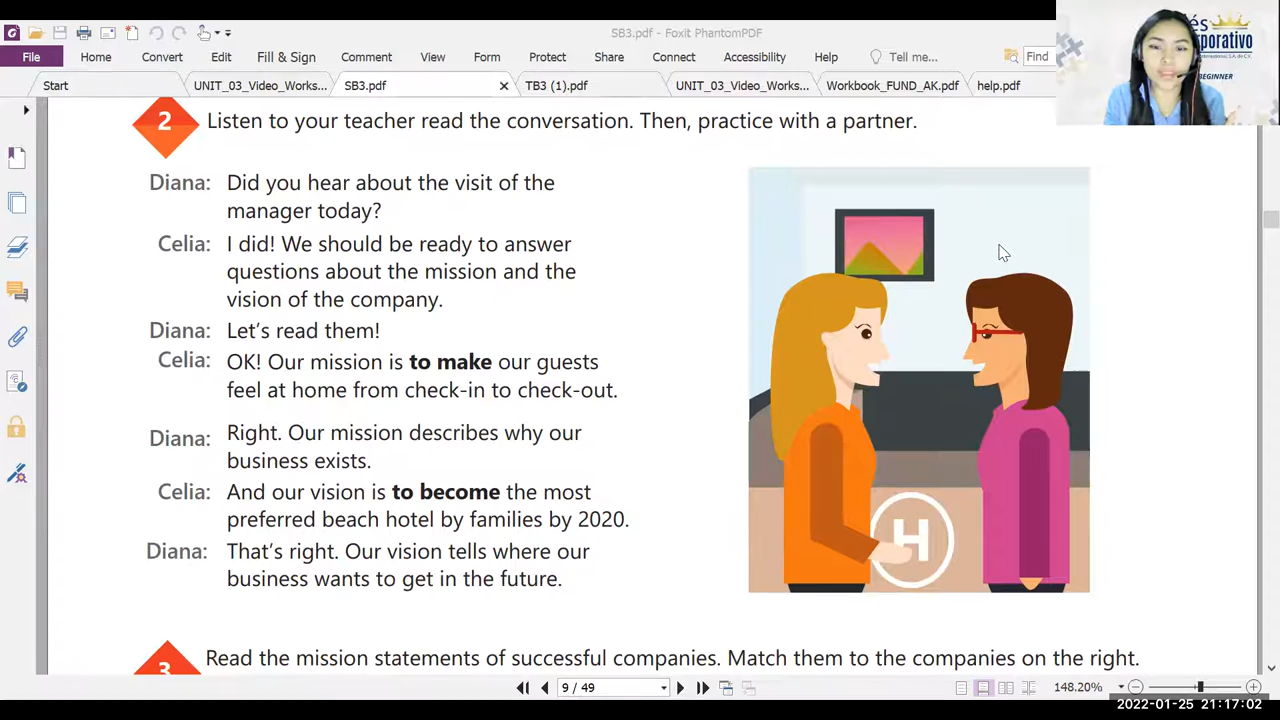 SB3.pdf - Foxit PhantomPDF
File Home Convert Edit Fill & Sign Comment View Form Protect Share Connect Accessibility Help Tell me... Find
Start UNIT_03_Video_Works... SB3.pdf × TB3 (1).pdf UNIT_03_Video_Works... Workbook_FUND_AK.pdf help.pdf
és
rporativo
International, S.A. de C.V.
BEGINNER
2 Listen to your teacher read the conversation. Then, practice with a partner.
Diana: Did you hear about the visit of the
manager today?
Celia: I did! We should be ready to answer
questions about the mission and the
vision of the company.
Diana: Let's read them!
Celia: OK! Our mission is to make our guests
feel at home from check-in to check-out.
Diana: Right. Our mission describes why our
business exists.
Celia: And our vision is to become the most
preferred beach hotel by families by 2020.
Diana: That's right. Our vision tells where our
business wants to get in the future.
H
3 Read the mission statements of successful companies. Match them to the companies on the right.
9 / 49
148.20%
2022-01-25 21:17:02